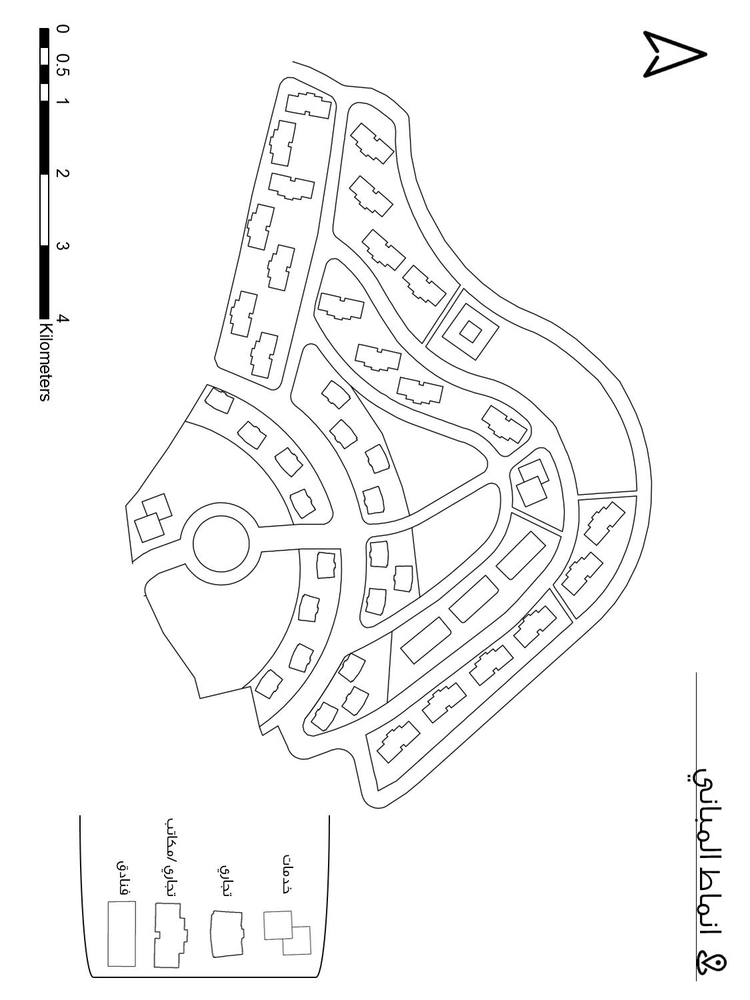 انماط المباني
خدمات
تجاري
تجاري /مكاتب
فنادق
0 0.5 1 2 3 4
Kilometers